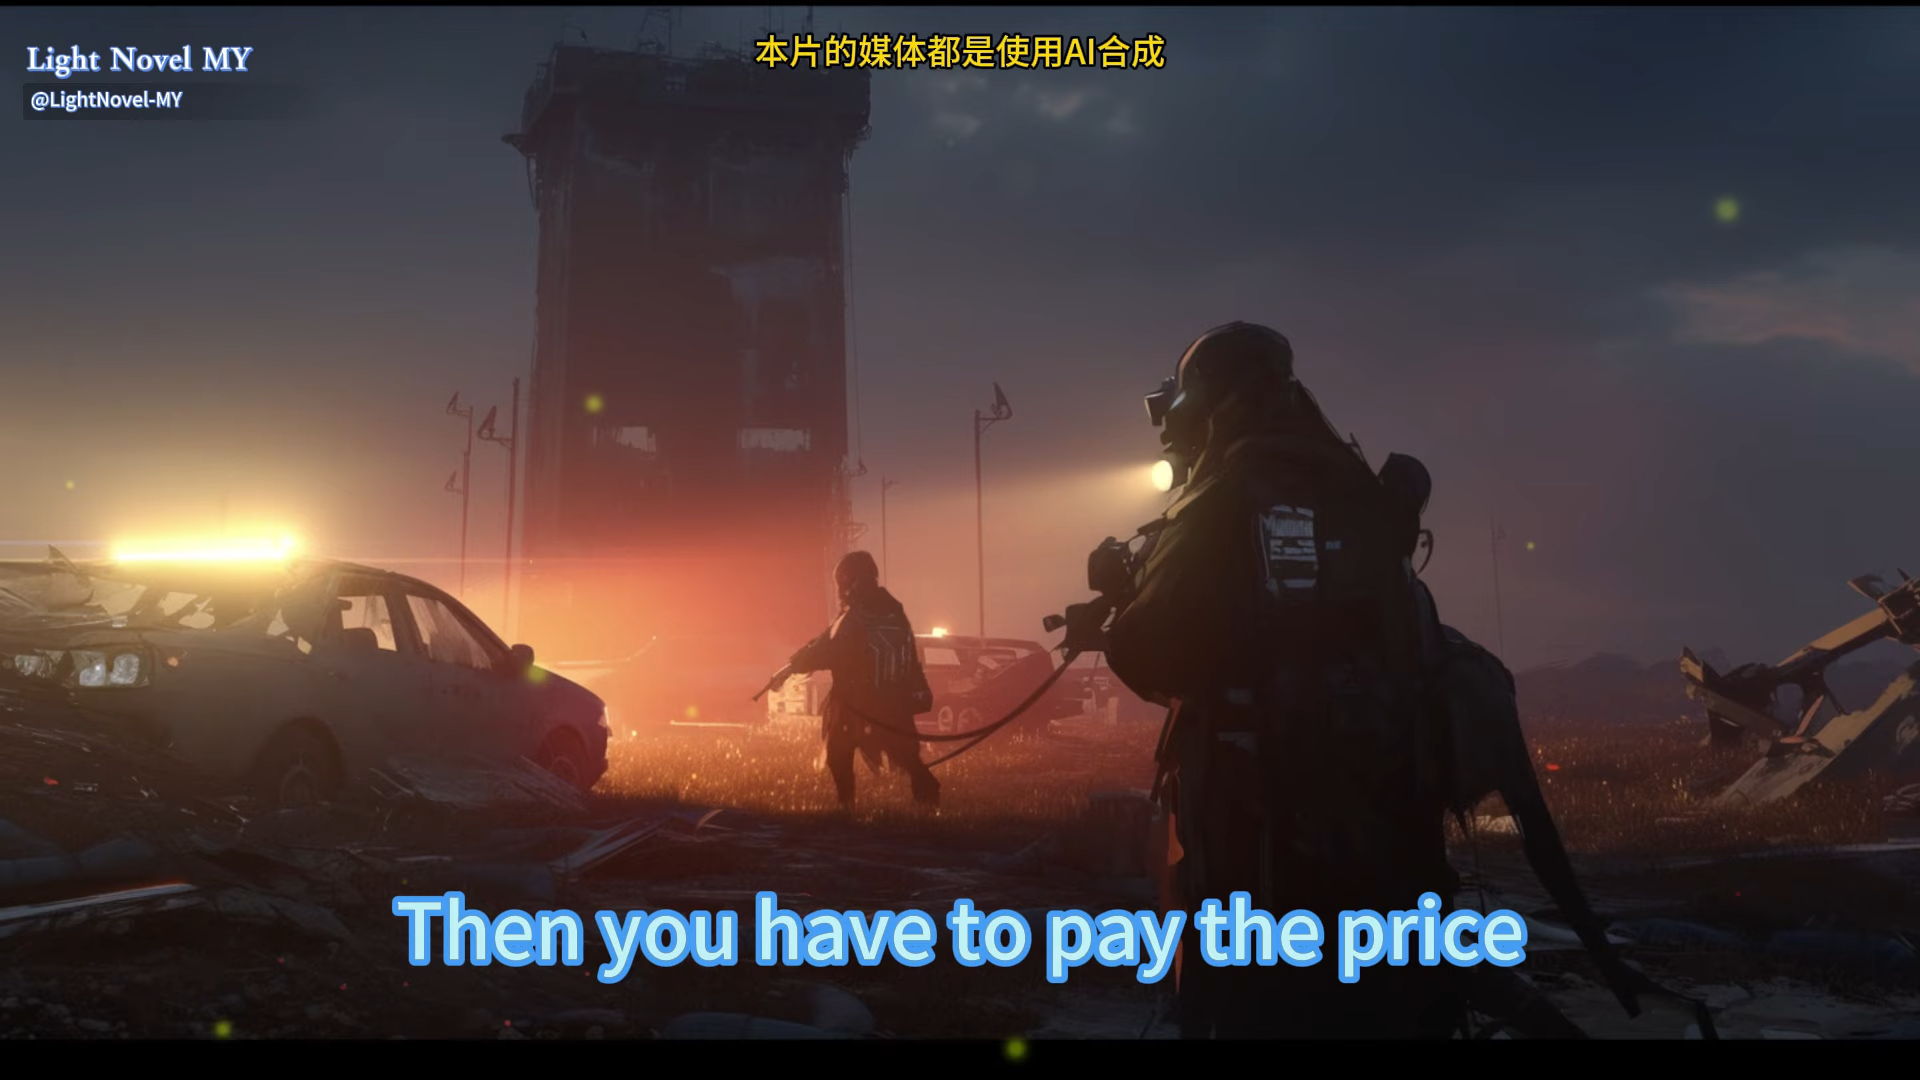 本片的媒体都是使用AI合成
Light Novel MY
@LightNovel-MY
Then you have to pay the price